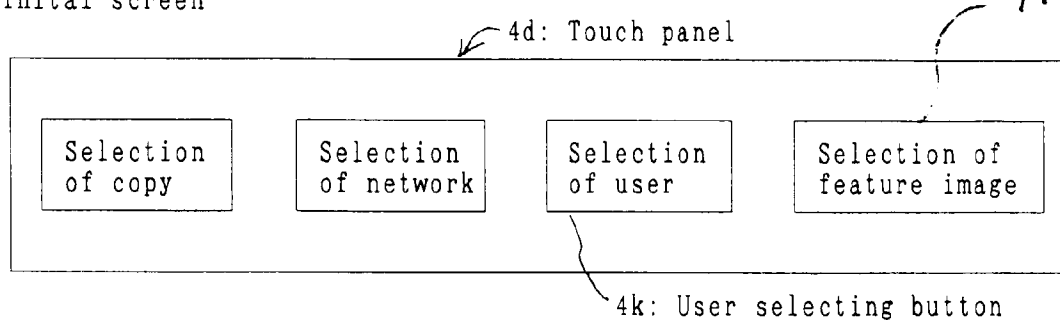 inital screen
4d: Touch panel
Selection of copy
Selection of network
Selection of user
Selection of feature image
4k: User selecting button